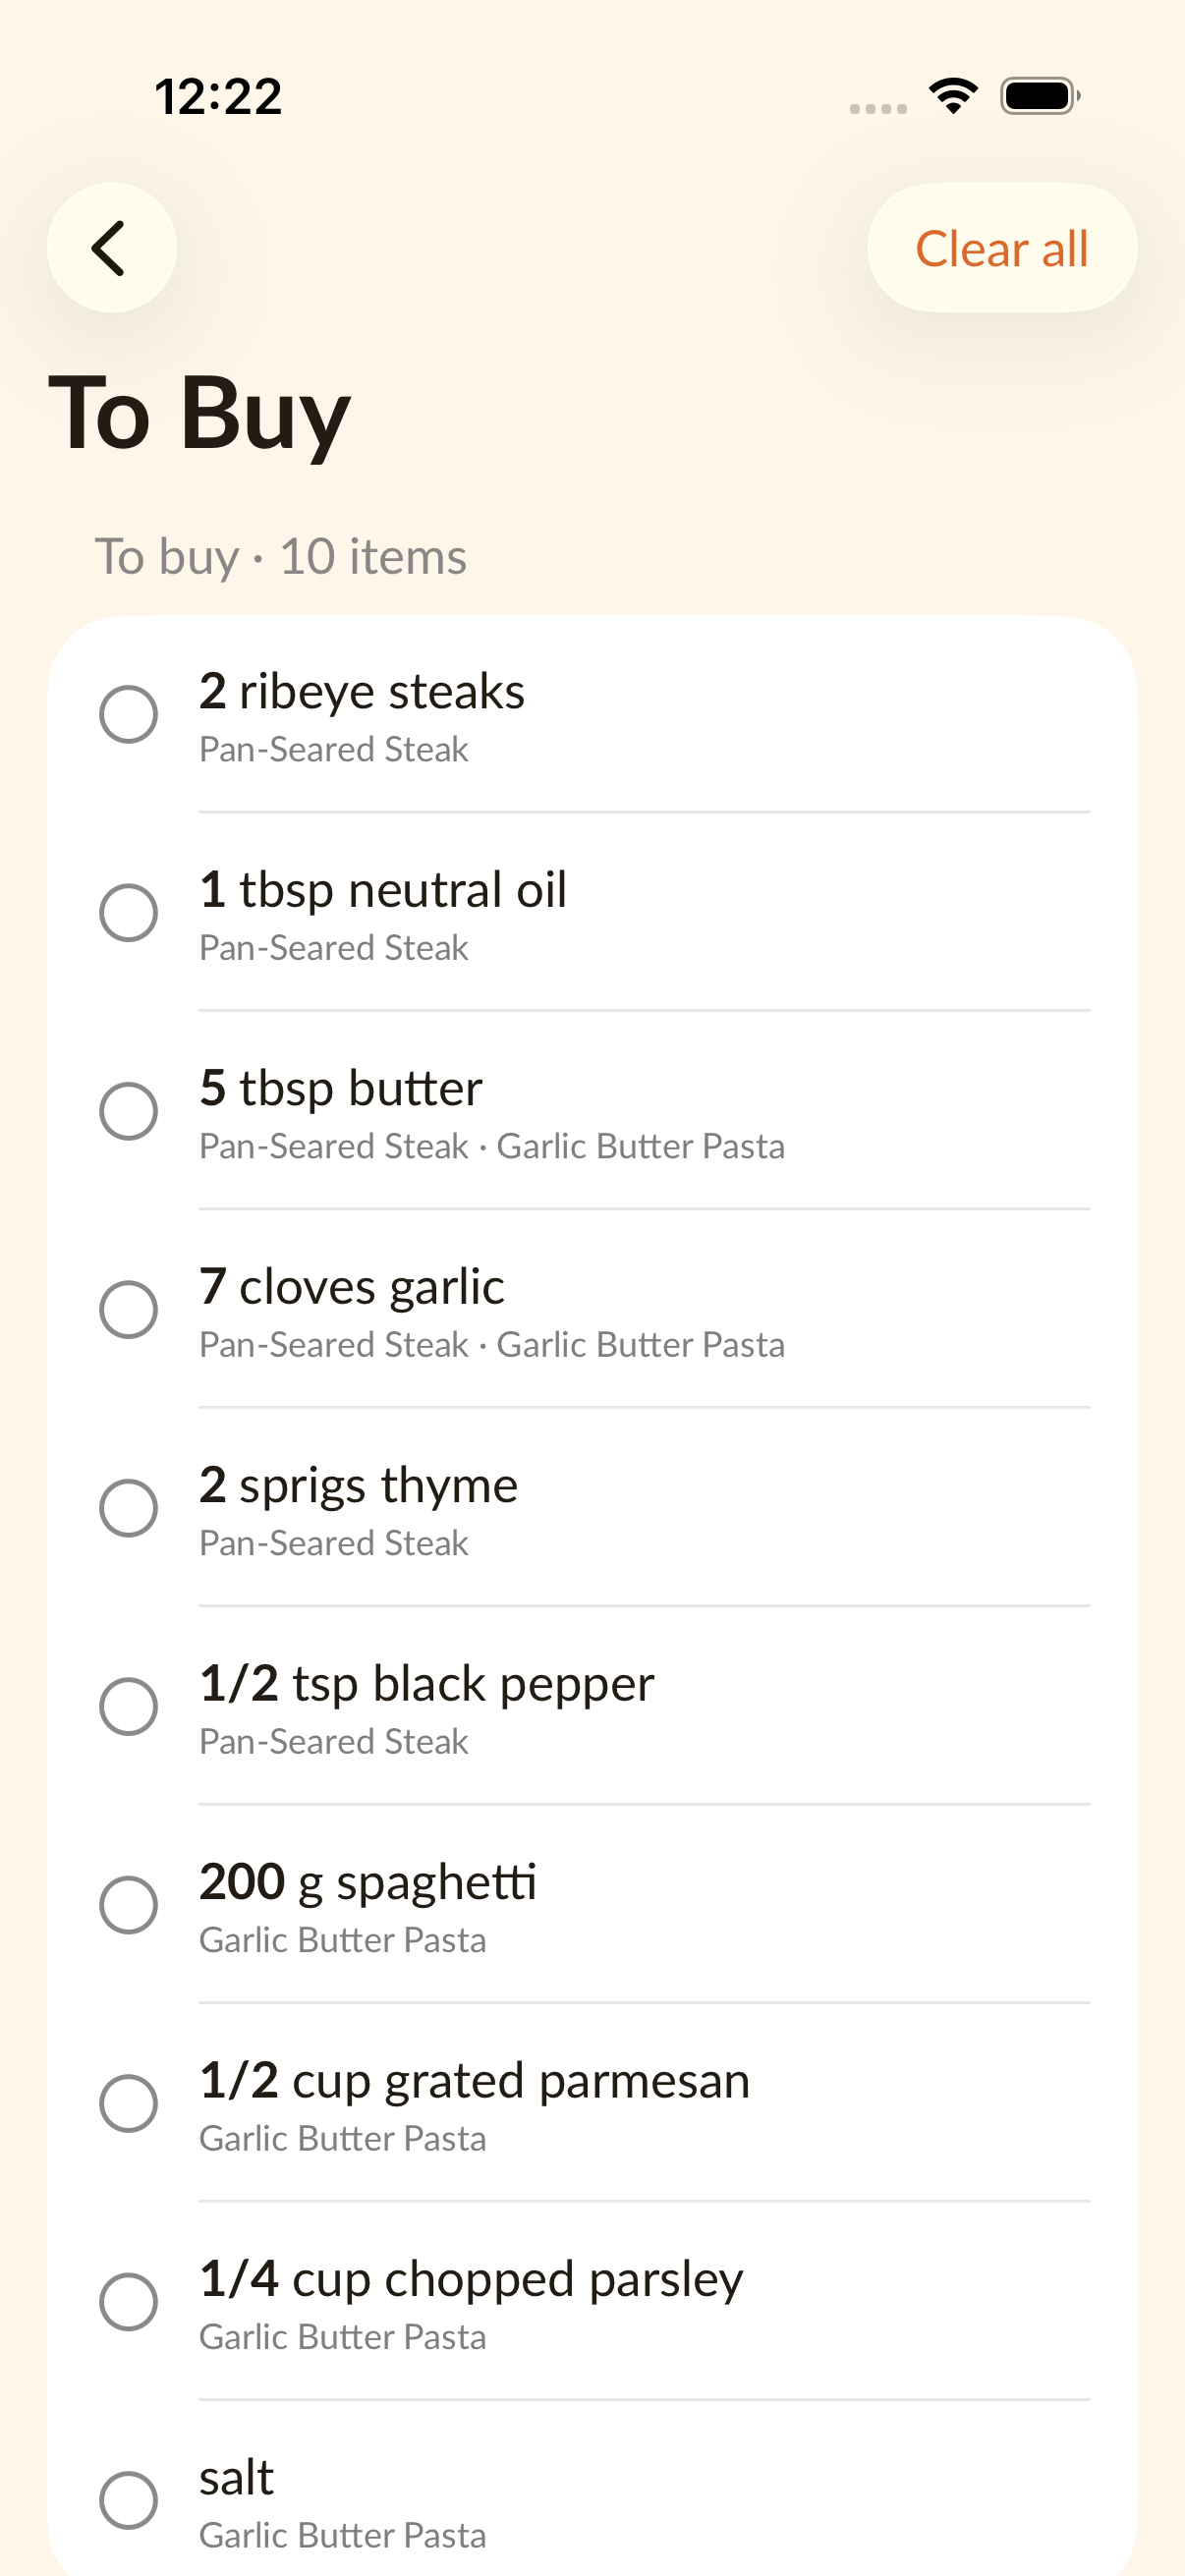 12:22
Clear all
To Buy
To buy · 10 items
2 ribeye steaks
Pan-Seared Steak
1 tbsp neutral oil
Pan-Seared Steak
5 tbsp butter
Pan-Seared Steak · Garlic Butter Pasta
7 cloves garlic
Pan-Seared Steak · Garlic Butter Pasta
2 sprigs thyme
Pan-Seared Steak
1/2 tsp black pepper
Pan-Seared Steak
200 g spaghetti
Garlic Butter Pasta
1/2 cup grated parmesan
Garlic Butter Pasta
1/4 cup chopped parsley
Garlic Butter Pasta
salt
Garlic Butter Pasta